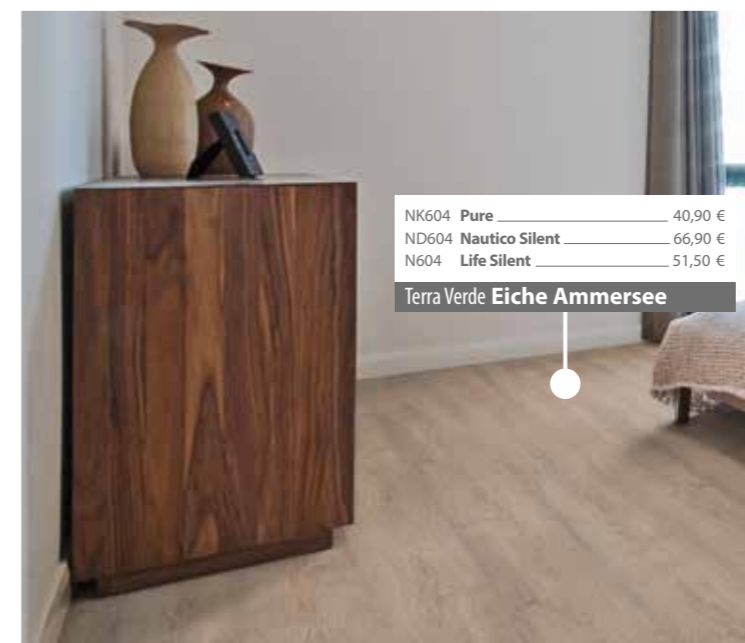 NK604 Pure 40,90 €
ND604 Nautico Silent 66,90 €
N604 Life Silent 51,50 €
Terra Verde Eiche Ammersee